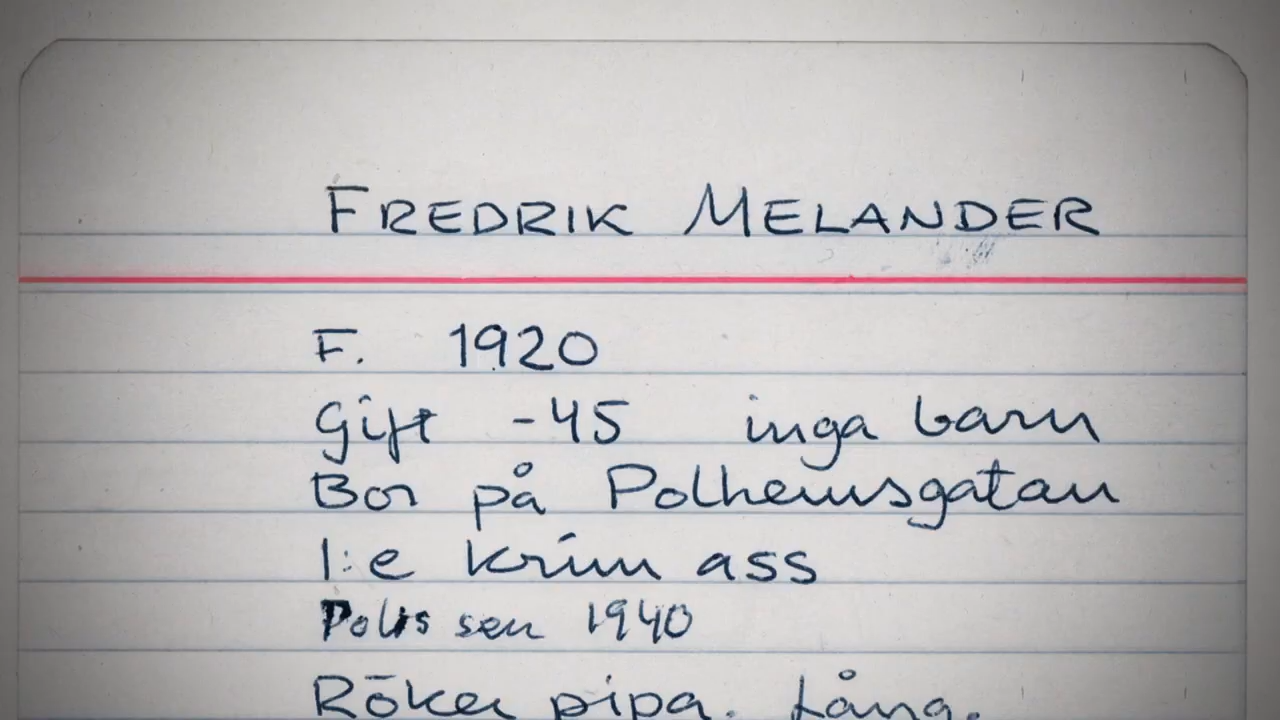 FREDRIK MELANDER
F. 1920
Gift -45 inga barn
Bor på Polhemsgatan
1:e krim ass
Polis sen 1940
Röker pipa. Lång.